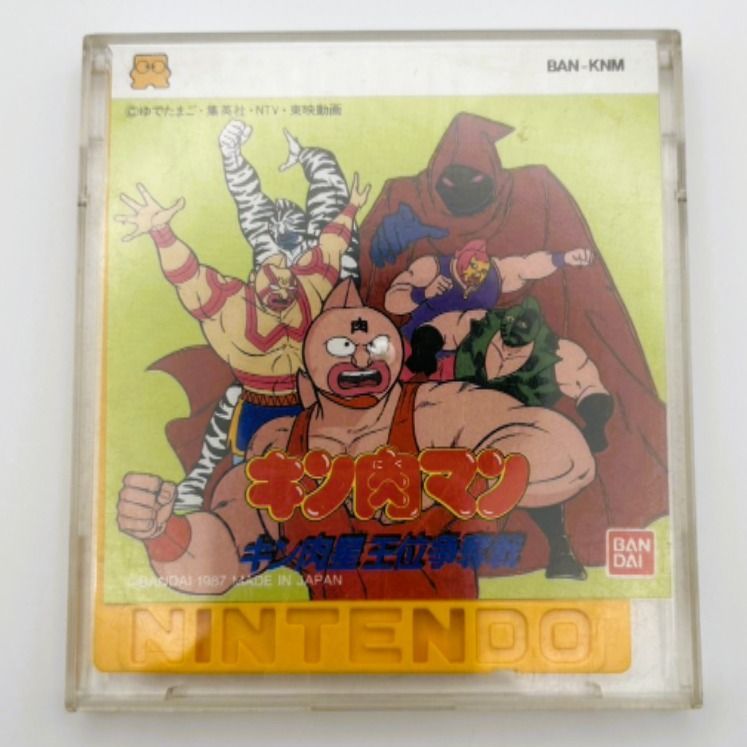 BAN-KNM
©ゆでたまご・集英社・NTV・東映動画
肉
キン肉マン
キン肉星王位争奪戦
©BANDAI 1987 MADE IN JAPAN
BAN
DAI
NINTENDO